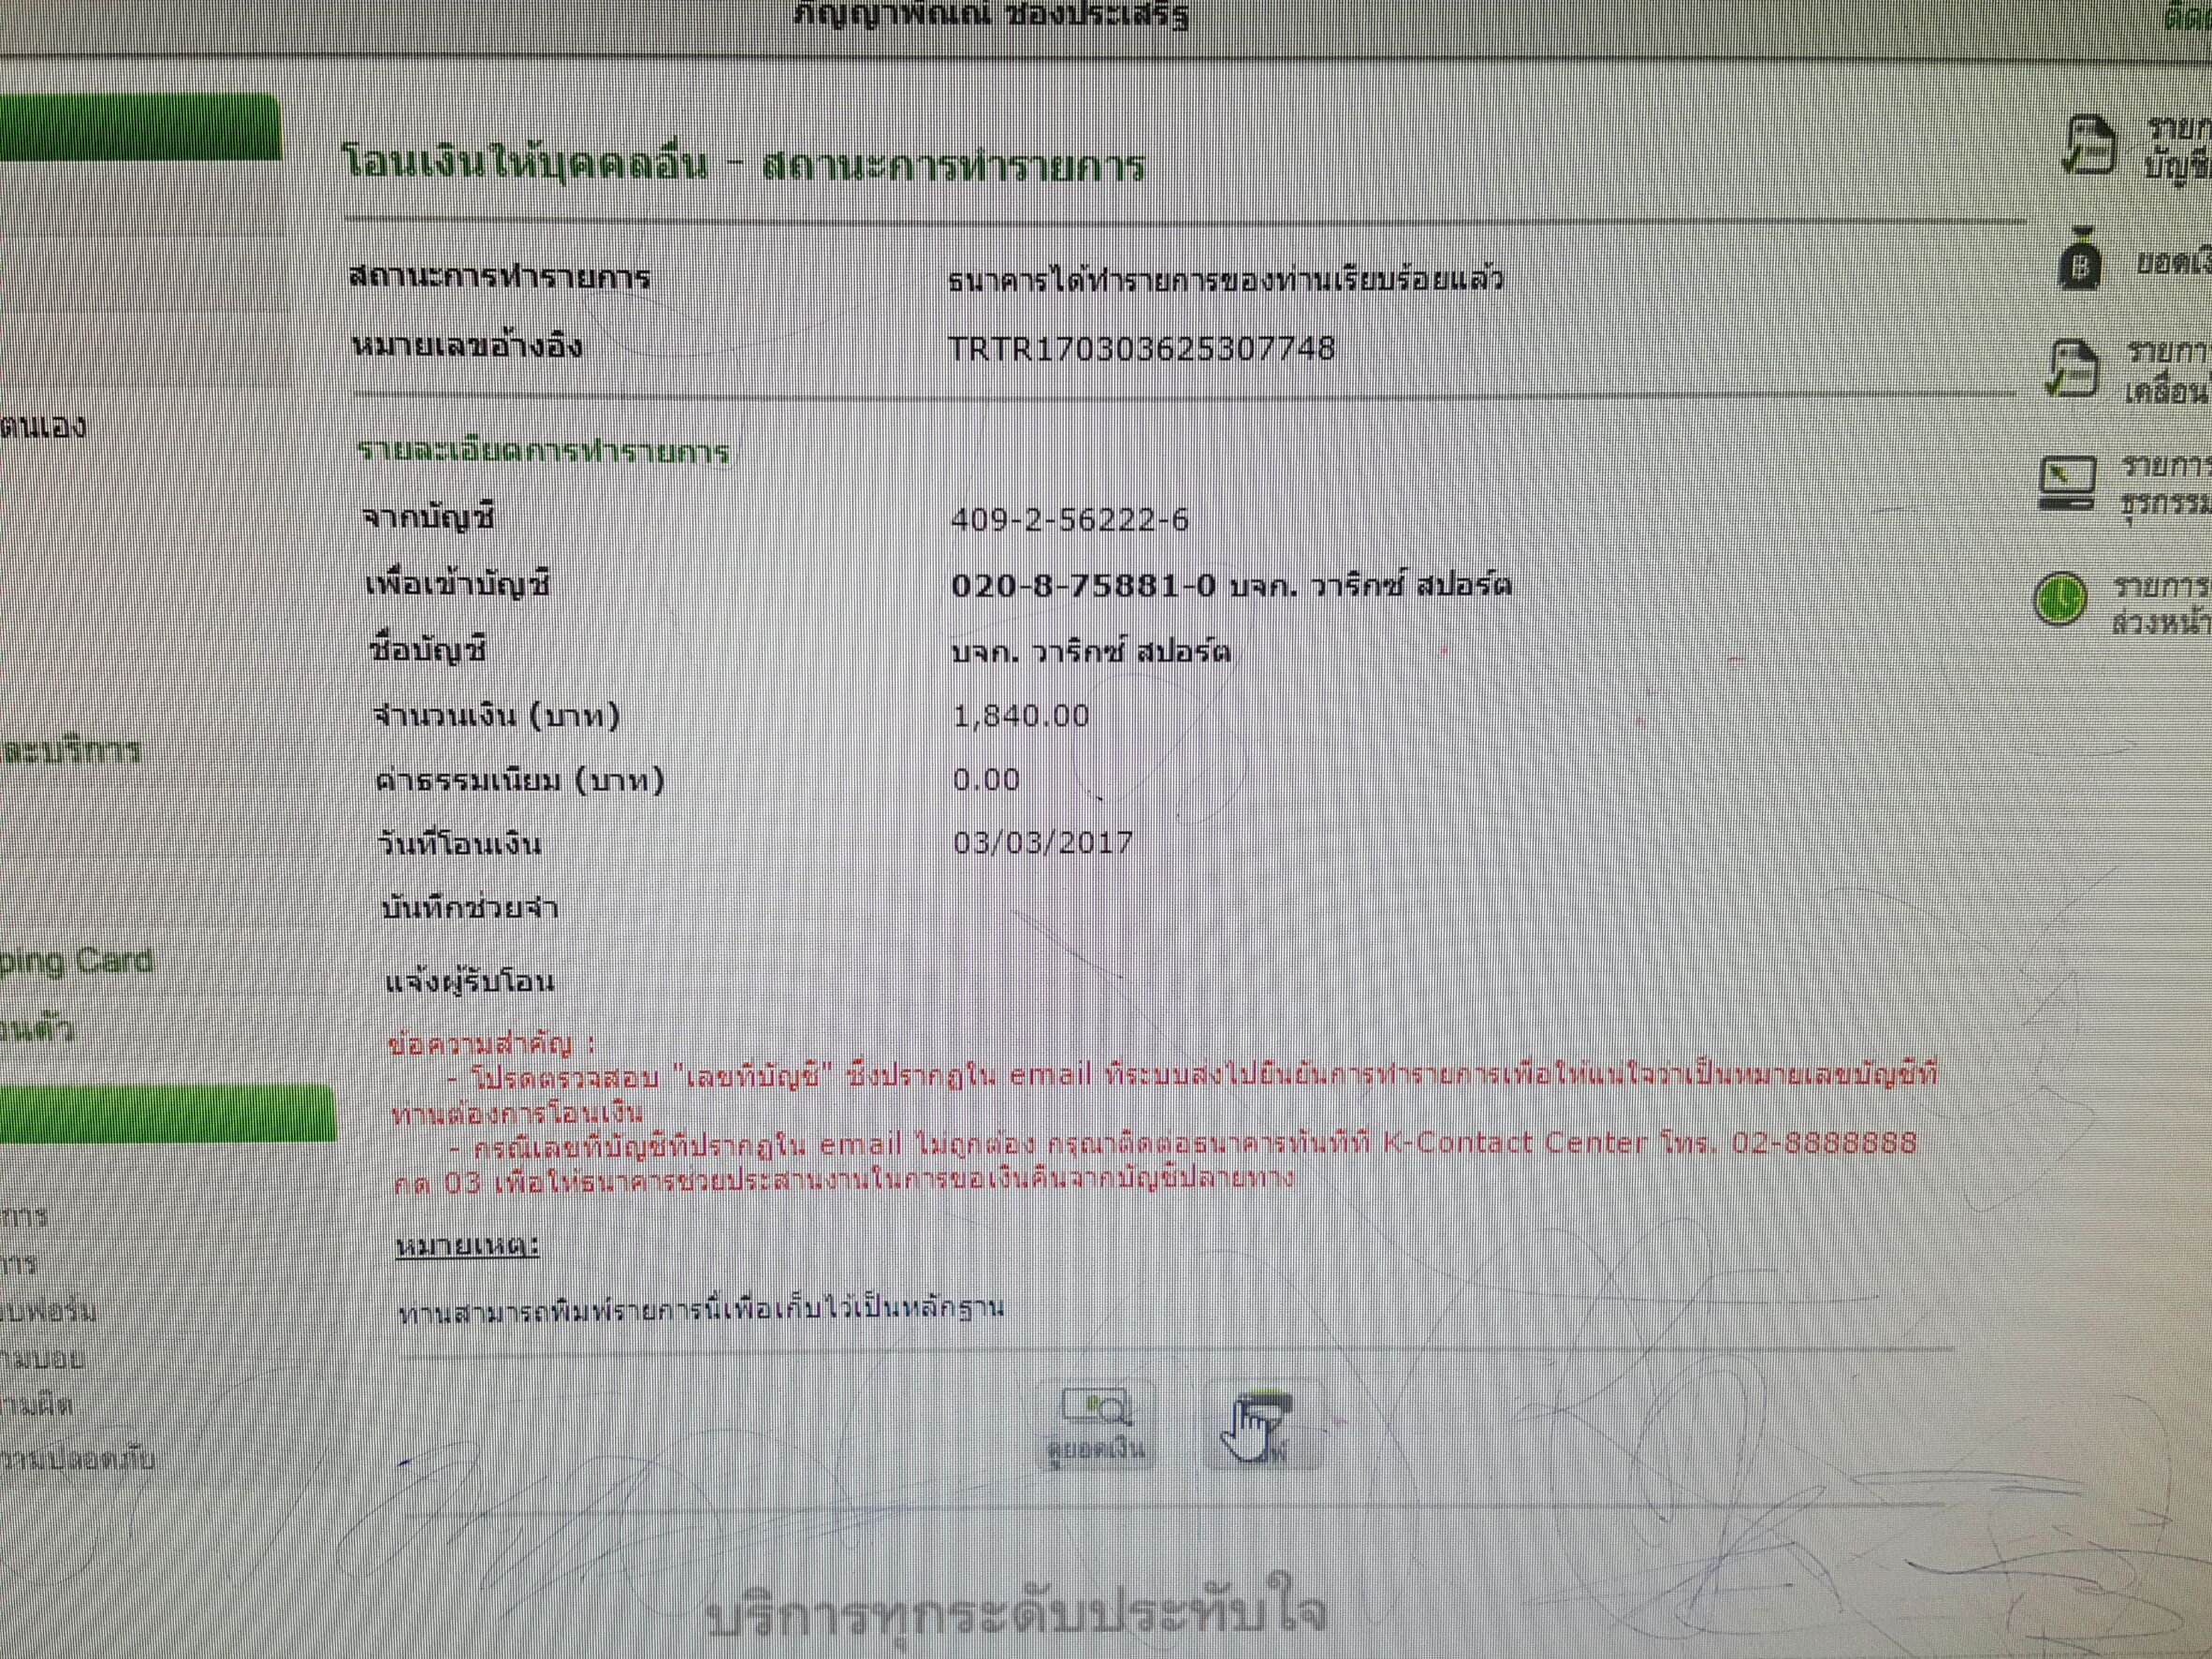 ภิญญาพัณณ์ ช่องประเสริฐ
โอนเงินให้บุคคลอื่น - สถานะการทำรายการ
สถานะการทำรายการ ธนาคารได้ทำรายการของท่านเรียบร้อยแล้ว
หมายเลขอ้างอิง TRTR170303625307748
รายละเอียดการทำรายการ
จากบัญชี 409-2-56222-6
เพื่อเข้าบัญชี 020-8-75881-0 บจก. วาริกซ์ สปอร์ต
ชื่อบัญชี บจก. วาริกซ์ สปอร์ต
จำนวนเงิน (บาท) 1,840.00
ค่าธรรมเนียม (บาท) 0.00
วันที่โอนเงิน 03/03/2017
บันทึกช่วยจำ
แจ้งผู้รับโอน
ข้อความสำคัญ :
- โปรดตรวจสอบ "เลขที่บัญชี" ซึ่งปรากฏใน email ที่ระบบส่งไปยืนยันการทำรายการเพื่อให้แน่ใจว่าเป็นหมายเลขบัญชีที่
ท่านต้องการโอนเงิน
- กรณีเลขที่บัญชีที่ปรากฏใน email ไม่ถูกต้อง กรุณาติดต่อธนาคารทันทีที่ K-Contact Center โทร. 02-8888888
กด 03 เพื่อให้ธนาคารช่วยประสานงานในการขอเงินคืนจากบัญชีปลายทาง
หมายเหตุ:
ท่านสามารถพิมพ์รายการนี้เพื่อเก็บไว้เป็นหลักฐาน
ดูยอดเงิน
บริการทุกระดับประทับใจ
ตนเอง
ละบริการ
ping Card
วนตัว
การ
การ
บบฟอร์ม
ามบ่อย
ามผิด
วามปลอดภัย
รายก
บัญชี
ยอดเงิ
รายการ
เคลื่อน
รายการ
ธุรกรรม
รายการ
ล่วงหน้า